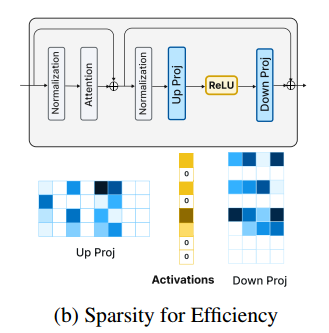 Normalization
Attention
Normalization
Up Proj
ReLU
Down Proj
0
0
0
0
Up Proj
Activations
Down Proj
(b) Sparsity for Efficiency